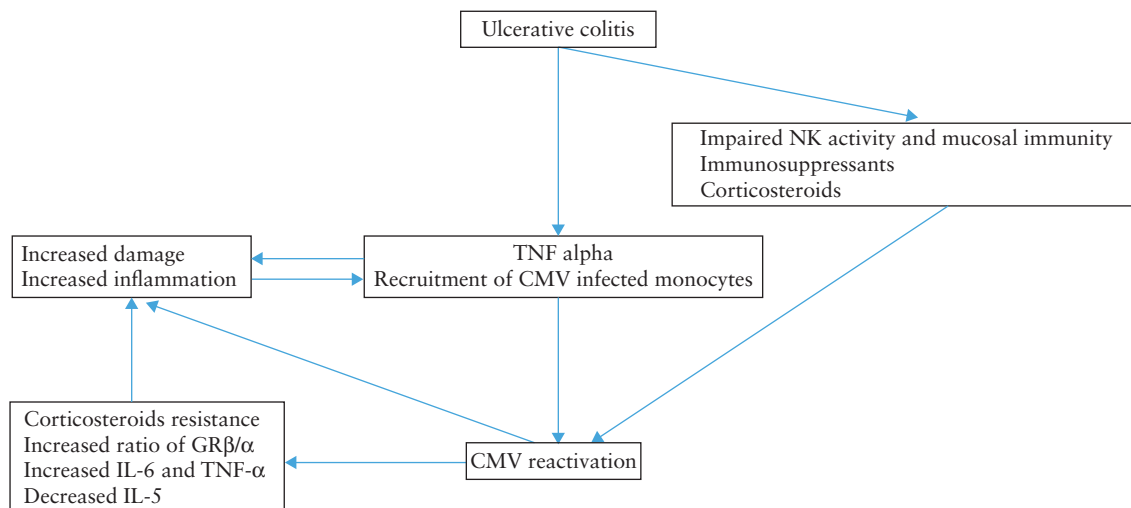 Ulcerative colitis
Impaired NK activity and mucosal immunity
Immunosuppressants
Corticosteroids
Increased damage
Increased inflammation
TNF alpha
Recruitment of CMV infected monocytes
Corticosteroids resistance
Increased ratio of GRβ/α
Increased IL-6 and TNF-α
Decreased IL-5
CMV reactivation